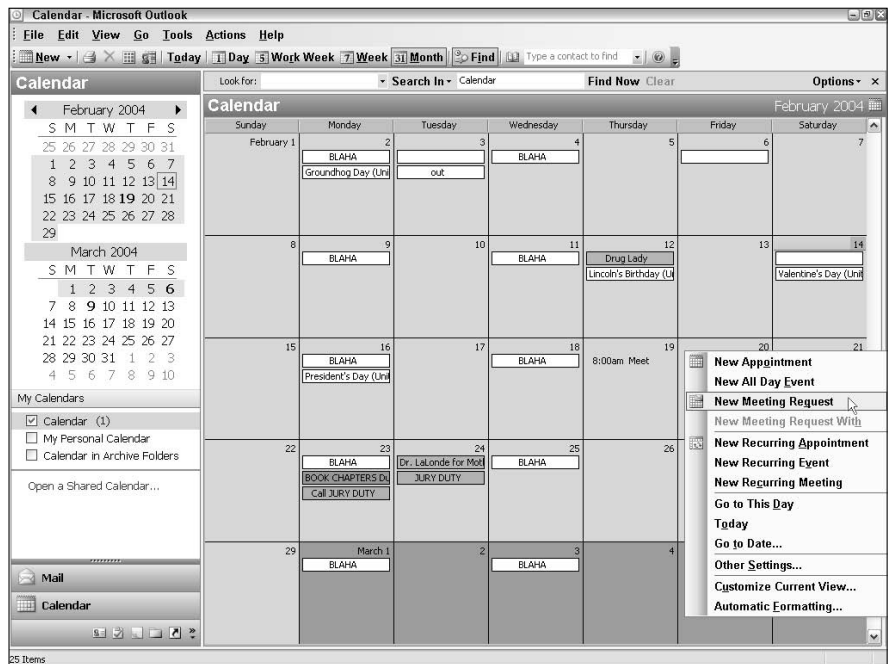 Calendar - Microsoft Outlook
File Edit View Go Tools Actions Help
New Today 1 Day 5 Work Week 7 Week 31 Month Find Type a contact to find
Calendar
Look for: Search In Calendar Find Now Clear Options
February 2004
S M T W T F S
25 26 27 28 29 30 31
1 2 3 4 5 6 7
8 9 10 11 12 13 14
15 16 17 18 19 20 21
22 23 24 25 26 27 28
29
March 2004
S M T W T F S
1 2 3 4 5 6
7 8 9 10 11 12 13
14 15 16 17 18 19 20
21 22 23 24 25 26 27
28 29 30 31 1 2 3
4 5 6 7 8 9 10
My Calendars
Calendar (1)
My Personal Calendar
Calendar in Archive Folders
Open a Shared Calendar...
Mail
Calendar
Calendar February 2004
Sunday Monday Tuesday Wednesday Thursday Friday Saturday
February 1 2 3 4 5 6 7
BLAHA BLAHA
Groundhog Day (Uni out
8 9 10 11 12 13 14
BLAHA BLAHA Drug Lady
Lincoln's Birthday (U Valentine's Day (Unit
15 16 17 18 19 20 21
BLAHA BLAHA 8:00am Meet
President's Day (Unit
22 23 24 25 26
BLAHA Dr. LaLonde for Moth BLAHA
BOOK CHAPTERS Du JURY DUTY
Call JURY DUTY
29 March 1 2 3 4
BLAHA BLAHA
New Appointment
New All Day Event
New Meeting Request
New Meeting Request With
New Recurring Appointment
New Recurring Event
New Recurring Meeting
Go to This Day
Today
Go to Date...
Other Settings...
Customize Current View...
Automatic Formatting...
25 Items